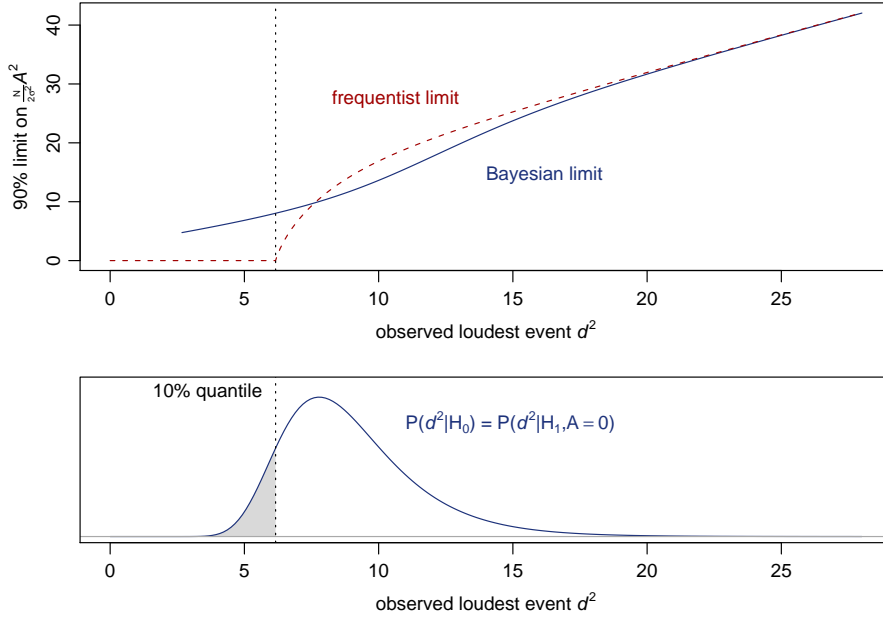 40
30
20
10
0
90% limit on N/2σ² A²
frequentist limit
Bayesian limit
0 5 10 15 20 25
observed loudest event d²
10% quantile
P(d²|H₀) = P(d²|H₁,A = 0)
0 5 10 15 20 25
observed loudest event d²